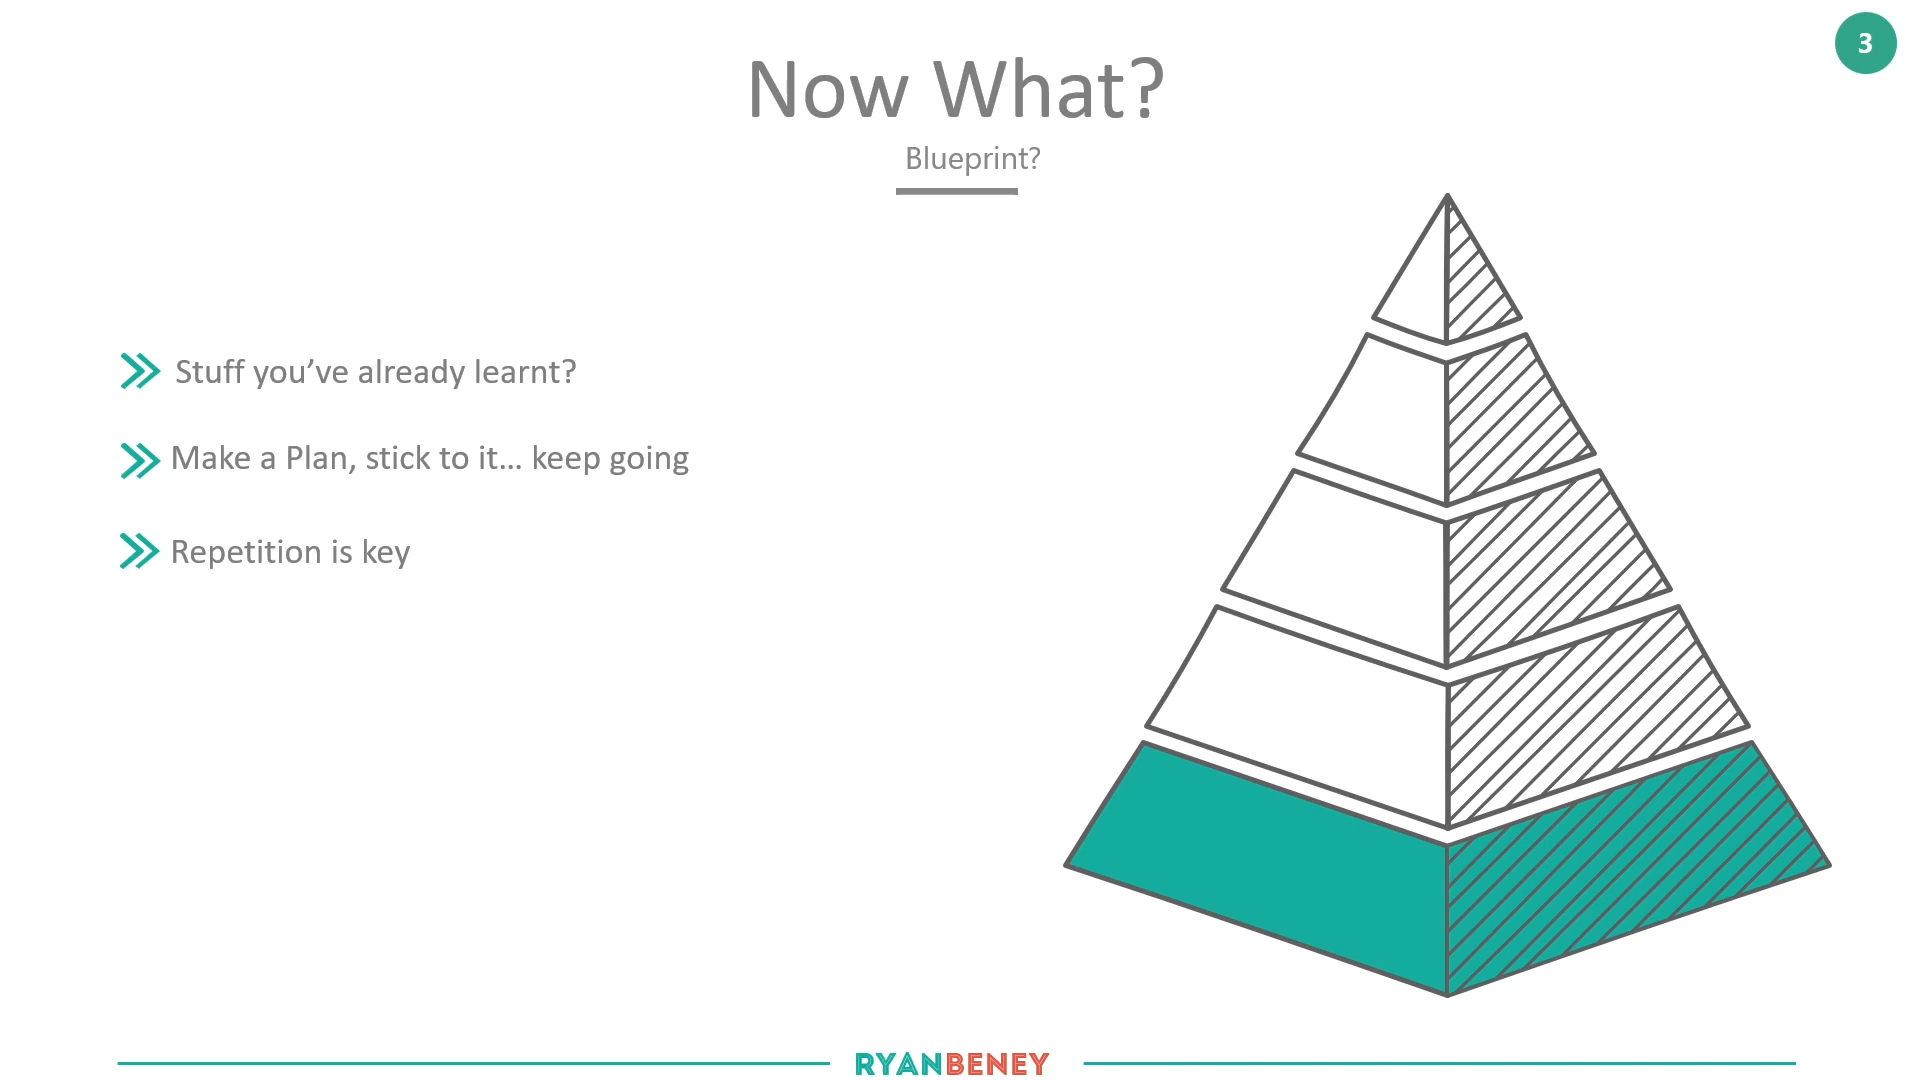 3
Now What?
Blueprint?
Stuff you’ve already learnt?
Make a Plan, stick to it… keep going
Repetition is key
RYANBENEY